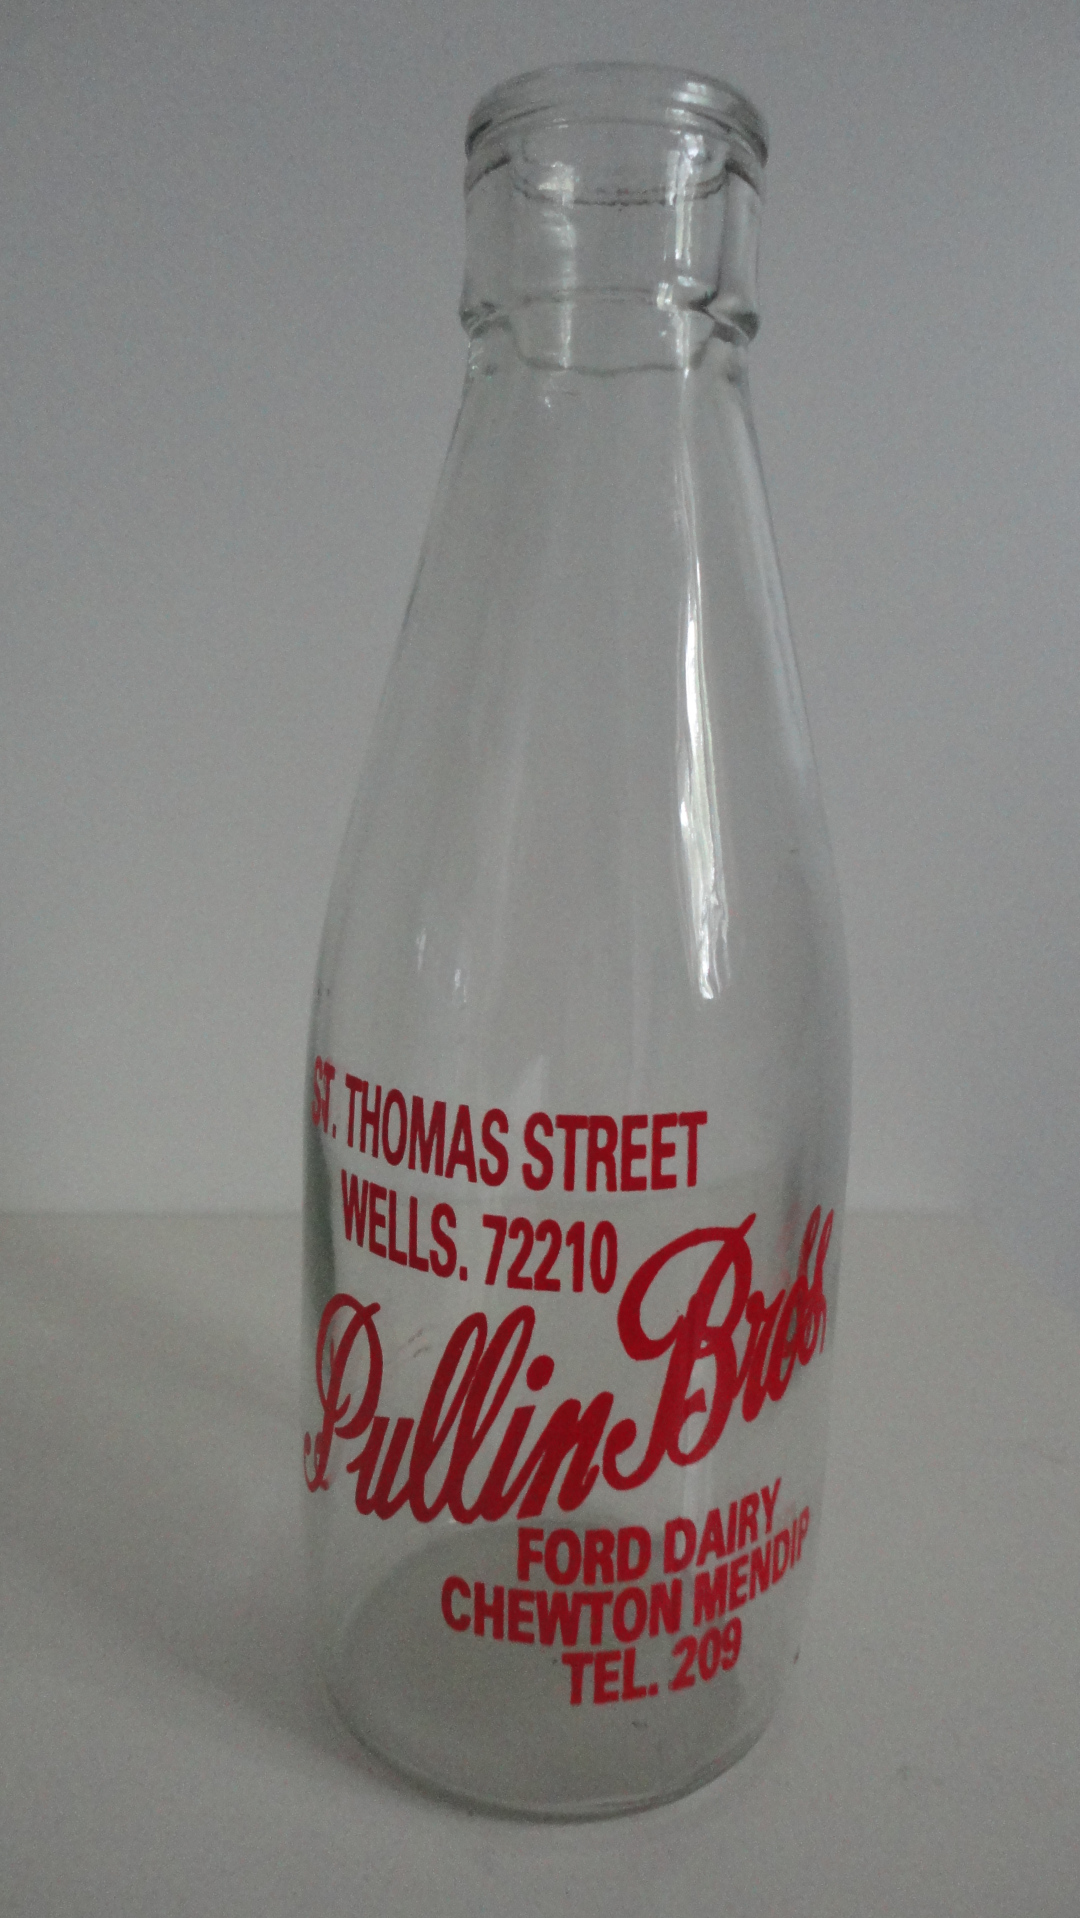 ST. THOMAS STREET
WELLS. 72210
Pullin Bros
FORD DAIRY
CHEWTON MENDIP
TEL. 209